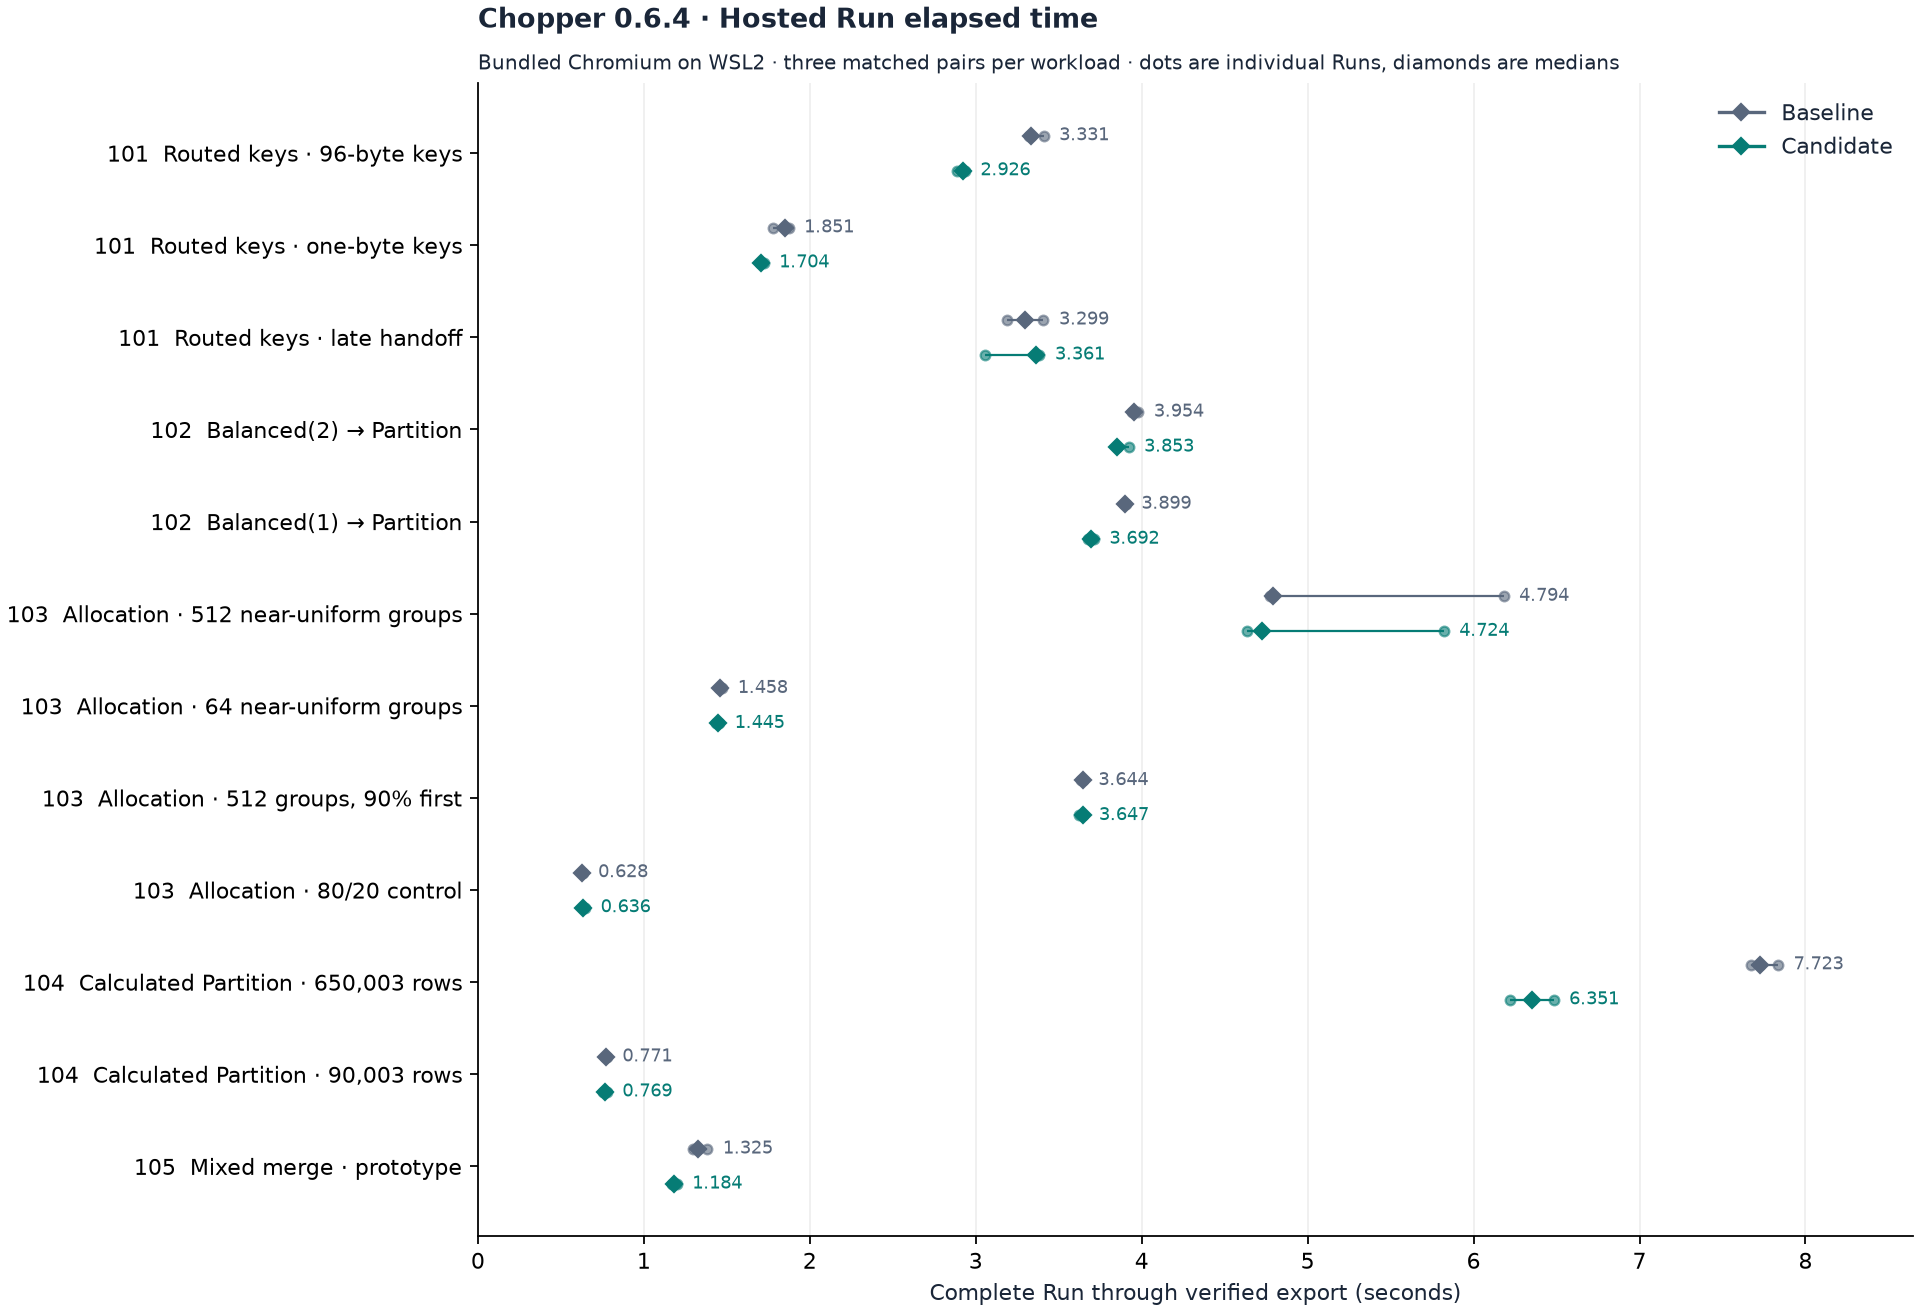 Chopper 0.6.4 · Hosted Run elapsed time
Bundled Chromium on WSL2 · three matched pairs per workload · dots are individual Runs, diamonds are medians
Baseline
Candidate
101  Routed keys · 96-byte keys
3.331
2.926
101  Routed keys · one-byte keys
1.851
1.704
101  Routed keys · late handoff
3.299
3.361
102  Balanced(2) → Partition
3.954
3.853
102  Balanced(1) → Partition
3.899
3.692
103  Allocation · 512 near-uniform groups
4.794
4.724
103  Allocation · 64 near-uniform groups
1.458
1.445
103  Allocation · 512 groups, 90% first
3.644
3.647
103  Allocation · 80/20 control
0.628
0.636
104  Calculated Partition · 650,003 rows
7.723
6.351
104  Calculated Partition · 90,003 rows
0.771
0.769
105  Mixed merge · prototype
1.325
1.184
0 1 2 3 4 5 6 7 8
Complete Run through verified export (seconds)